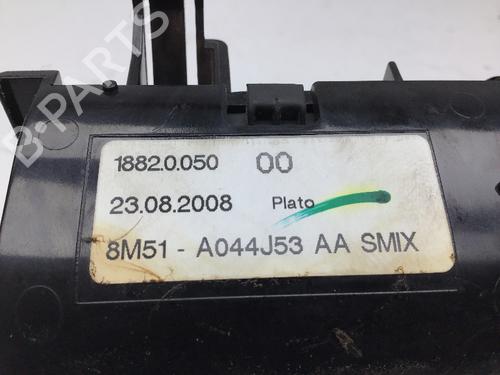 B-PARTS
1882.0.050 00
23.08.2008 Plato
8M51 - A044J53 AA SMIX